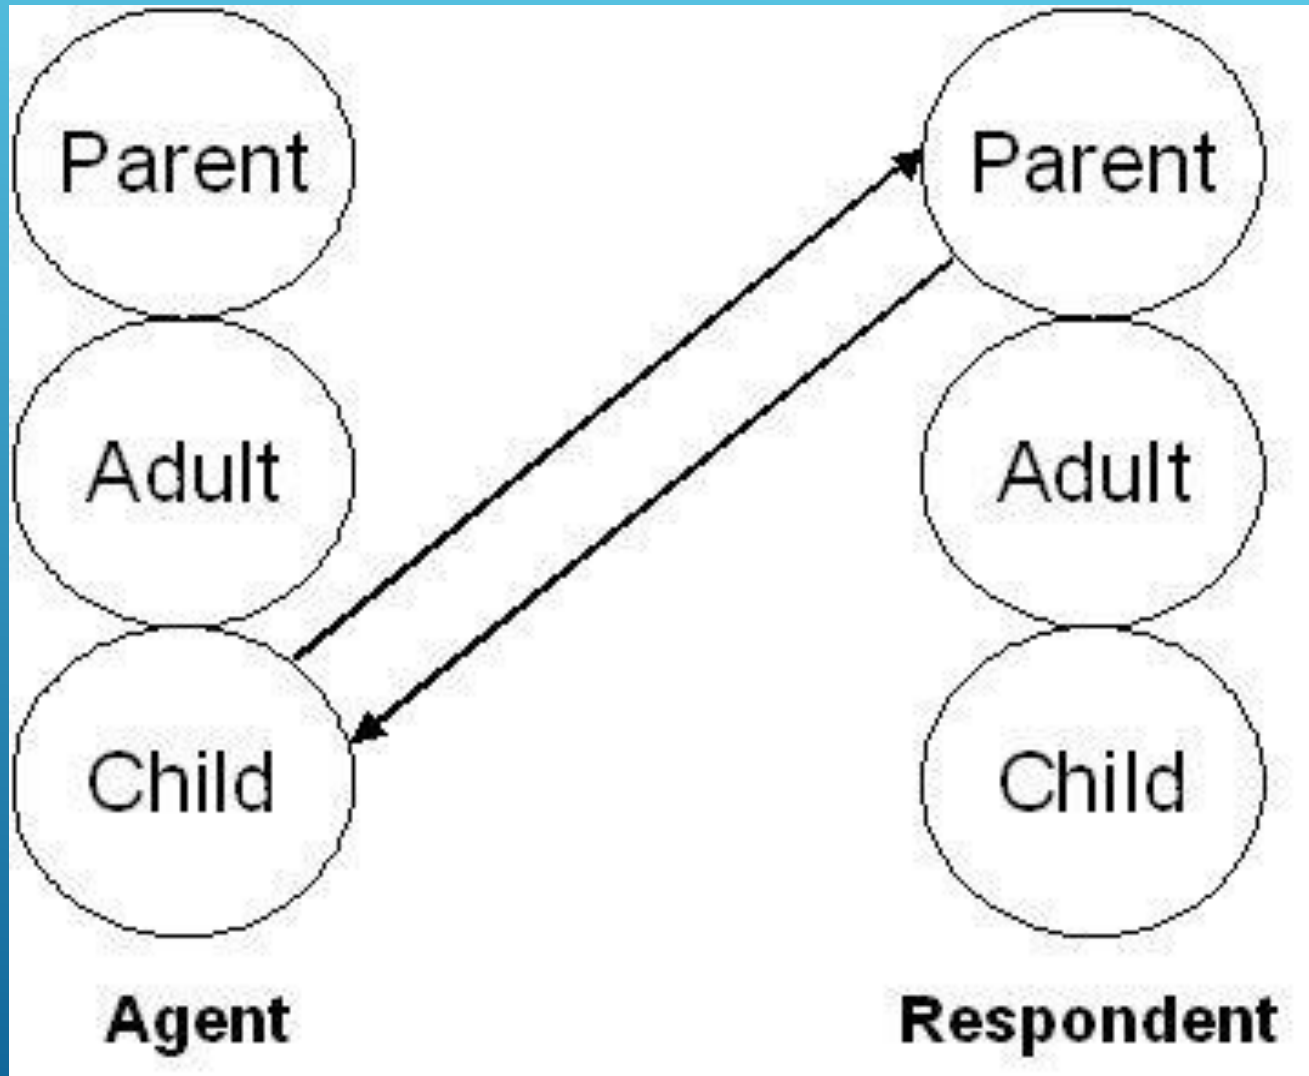 Parent
Adult
Child
Agent
Parent
Adult
Child
Respondent